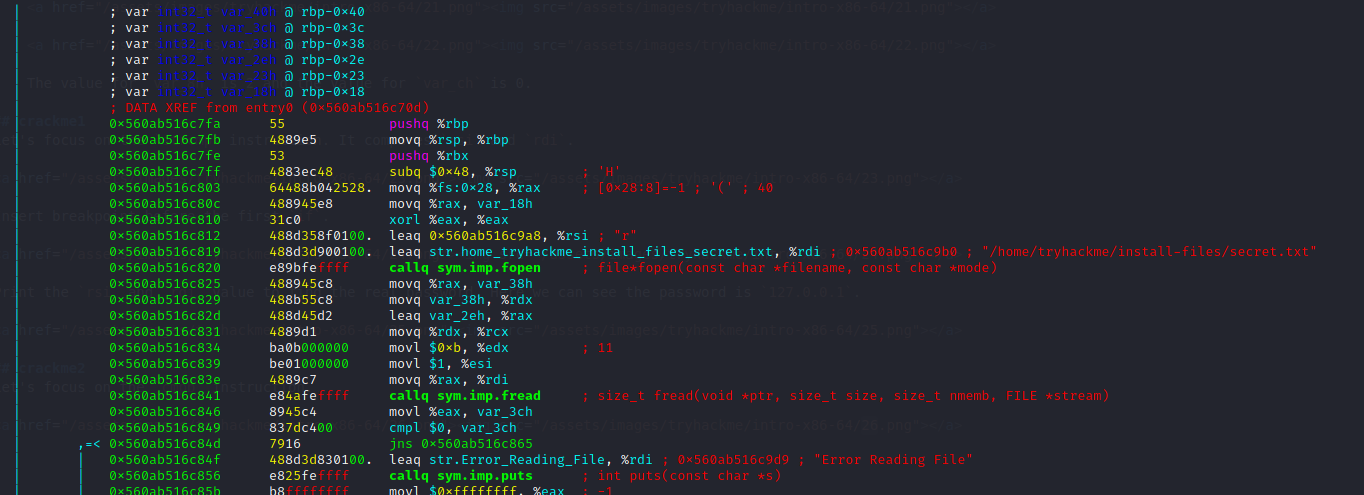 ; var int32_t var_40h @ rbp-0×40
; var int32_t var_3ch @ rbp-0×3c
; var int32_t var_38h @ rbp-0×38
; var int32_t var_2eh @ rbp-0×2e
; var int32_t var_23h @ rbp-0×23
; var int32_t var_18h @ rbp-0×18
; DATA XREF from entry0 (0×560ab516c70d)
0×560ab516c7fa 55 pushq %rbp
0×560ab516c7fb 4889e5 movq %rsp, %rbp
0×560ab516c7fe 53 pushq %rbx
0×560ab516c7ff 4883ec48 subq $0×48, %rsp ; 'H'
0×560ab516c803 64488b042528. movq %fs:0×28, %rax ; [0×28:8]=-1 ; '(' ; 40
0×560ab516c80c 488945e8 movq %rax, var_18h
0×560ab516c810 31c0 xorl %eax, %eax
0×560ab516c812 488d358f0100. leaq 0×560ab516c9a8, %rsi ; "r"
0×560ab516c819 488d3d900100. leaq str.home_tryhackme_install_files_secret.txt, %rdi ; 0×560ab516c9b0 ; "/home/tryhackme/install-files/secret.txt"
0×560ab516c820 e89bfeffff callq sym.imp.fopen ; file*fopen(const char *filename, const char *mode)
0×560ab516c825 488945c8 movq %rax, var_38h
0×560ab516c829 488b55c8 movq var_38h, %rdx
0×560ab516c82d 488d45d2 leaq var_2eh, %rax
0×560ab516c831 4889d1 movq %rdx, %rcx
0×560ab516c834 ba0b000000 movl $0×b, %edx ; 11
0×560ab516c839 be01000000 movl $1, %esi
0×560ab516c83e 4889c7 movq %rax, %rdi
0×560ab516c841 e84afeffff callq sym.imp.fread ; size_t fread(void *ptr, size_t size, size_t nmemb, FILE *stream)
0×560ab516c846 8945c4 movl %eax, var_3ch
0×560ab516c849 837dc400 cmpl $0, var_3ch
,=< 0×560ab516c84d 7916 jns 0×560ab516c865
0×560ab516c84f 488d3d830100. leaq str.Error_Reading_File, %rdi ; 0×560ab516c9d9 ; "Error Reading File"
0×560ab516c856 e825feffff callq sym.imp.puts ; int puts(const char *s)
0×560ab516c85b b8ffffffff movl $0×ffffffff, %eax ; -1